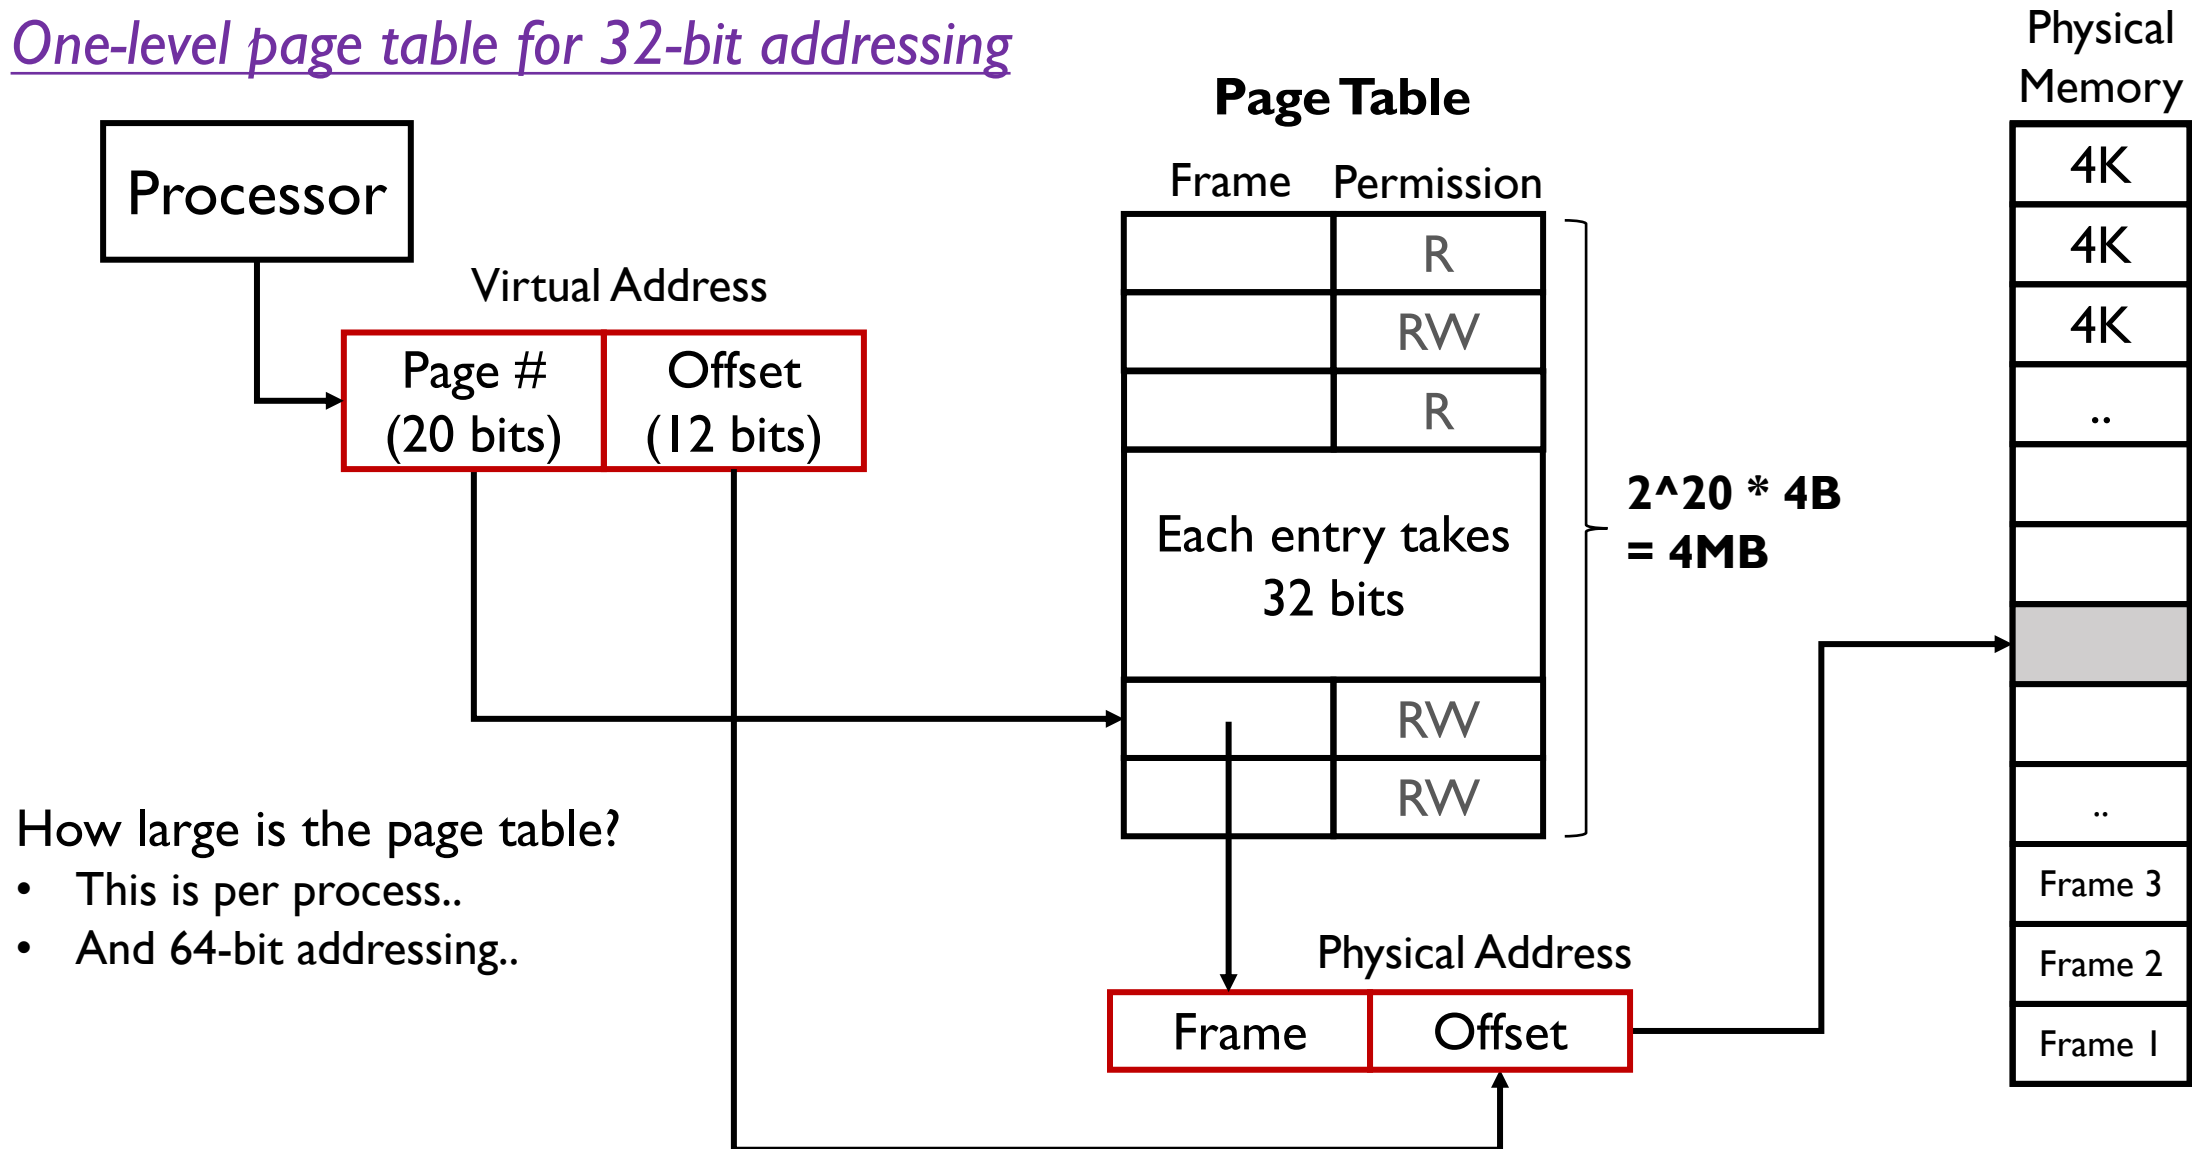 One-level page table for 32-bit addressing
Processor
Virtual Address
Page #
(20 bits)
Offset
(12 bits)
Page Table
Frame
Permission
R
RW
R
Each entry takes
32 bits
RW
RW
2^20 * 4B
= 4MB
How large is the page table?
• This is per process..
• And 64-bit addressing..
Physical Address
Frame
Offset
Physical
Memory
4K
4K
4K
..
..
Frame 3
Frame 2
Frame 1